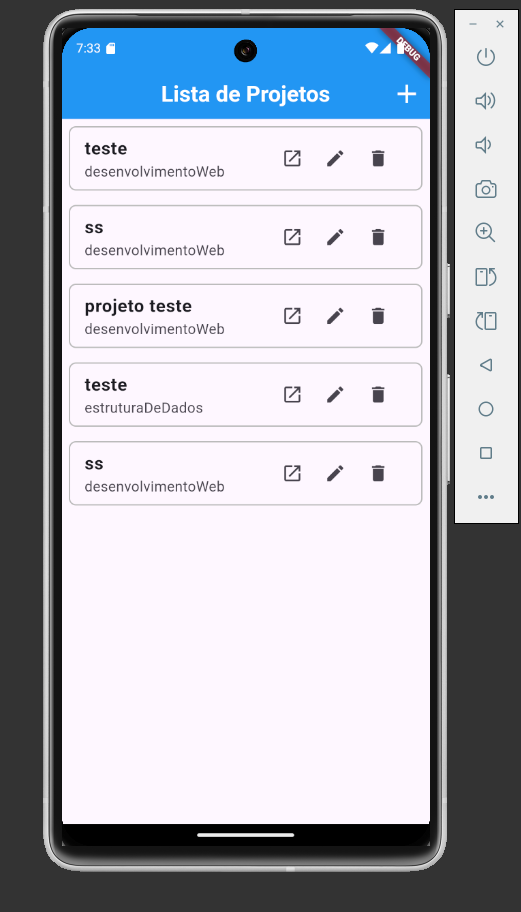 7:33
DEBUG
Lista de Projetos
teste
desenvolvimentoWeb
ss
desenvolvimentoWeb
projeto teste
desenvolvimentoWeb
teste
estruturaDeDados
ss
desenvolvimentoWeb